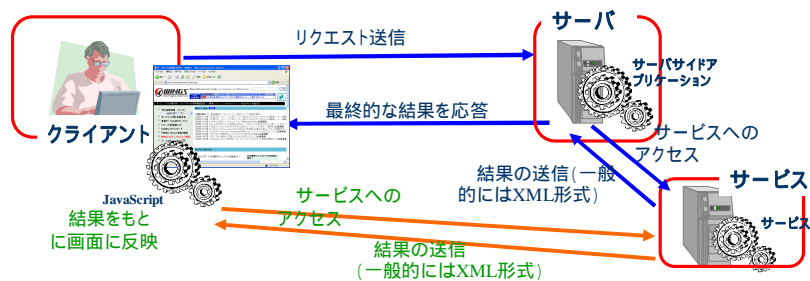 サーバ
リクエスト送信
サーバサイドア
プリケーション
WINGS
クライアント
最終的な結果を応答
サービスへの
アクセス
結果の送信(一般
的にはXML形式)
サービス
サービス
JavaScript
結果をもと
に画面に反映
サービスへの
アクセス
結果の送信
(一般的にはXML形式)